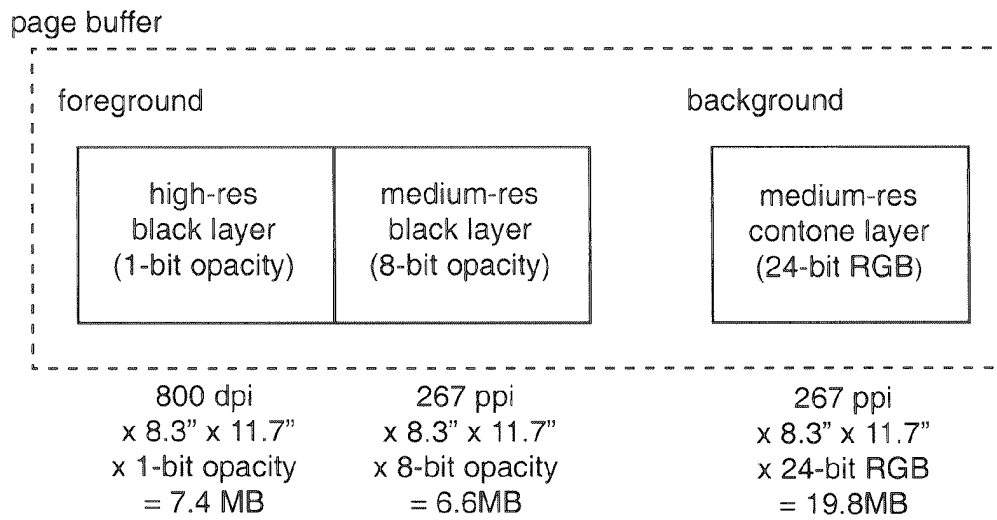 page buffer
foreground
background
high-res
black layer
(1-bit opacity)
medium-res
black layer
(8-bit opacity)
medium-res
contone layer
(24-bit RGB)
800 dpi
x 8.3" x 11.7"
x 1-bit opacity
= 7.4 MB
267 ppi
x 8.3" x 11.7"
x 8-bit opacity
= 6.6MB
267 ppi
x 8.3" x 11.7"
x 24-bit RGB
= 19.8MB